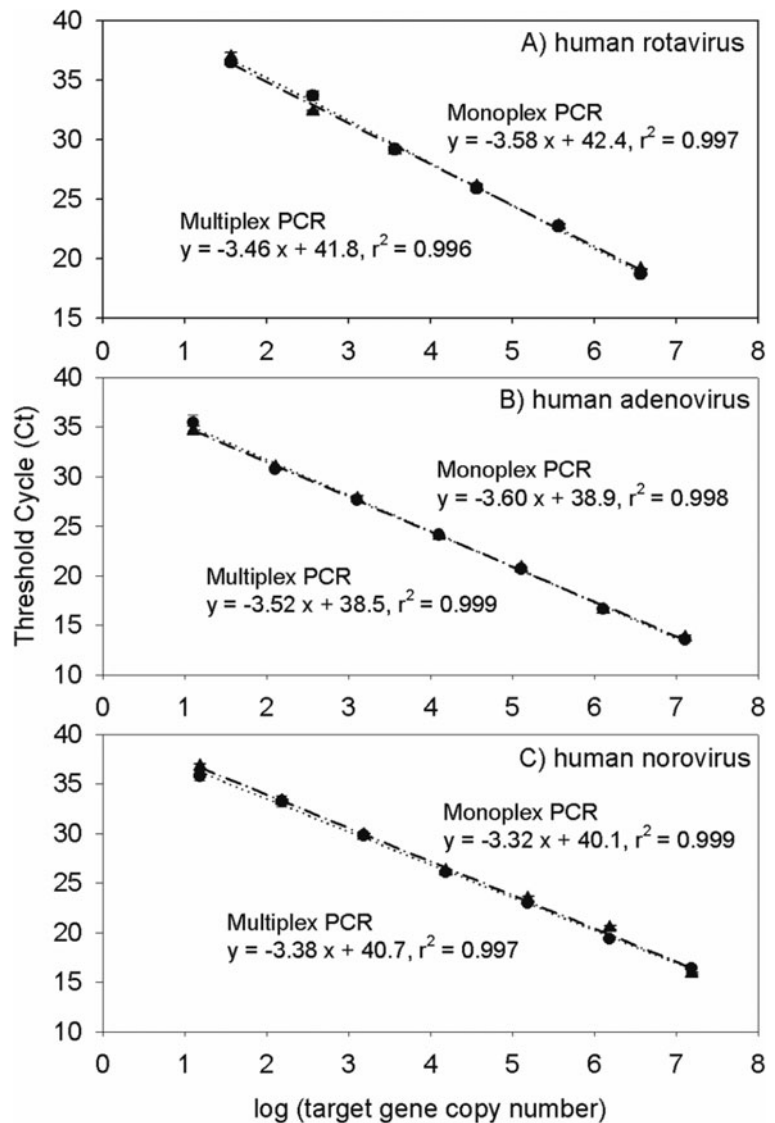 40
A) human rotavirus
35
Monoplex PCR
y = -3.58 x + 42.4, r² = 0.997
30
25
Multiplex PCR
y = -3.46 x + 41.8, r² = 0.996
20
15
0 1 2 3 4 5 6 7 8
40
B) human adenovirus
35
30
Monoplex PCR
y = -3.60 x + 38.9, r² = 0.998
25
20
Multiplex PCR
y = -3.52 x + 38.5, r² = 0.999
15
10
0 1 2 3 4 5 6 7 8
Threshold Cycle (Ct)
40
C) human norovirus
35
30
Monoplex PCR
y = -3.32 x + 40.1, r² = 0.999
25
20
Multiplex PCR
y = -3.38 x + 40.7, r² = 0.997
15
10
0 1 2 3 4 5 6 7 8
log (target gene copy number)